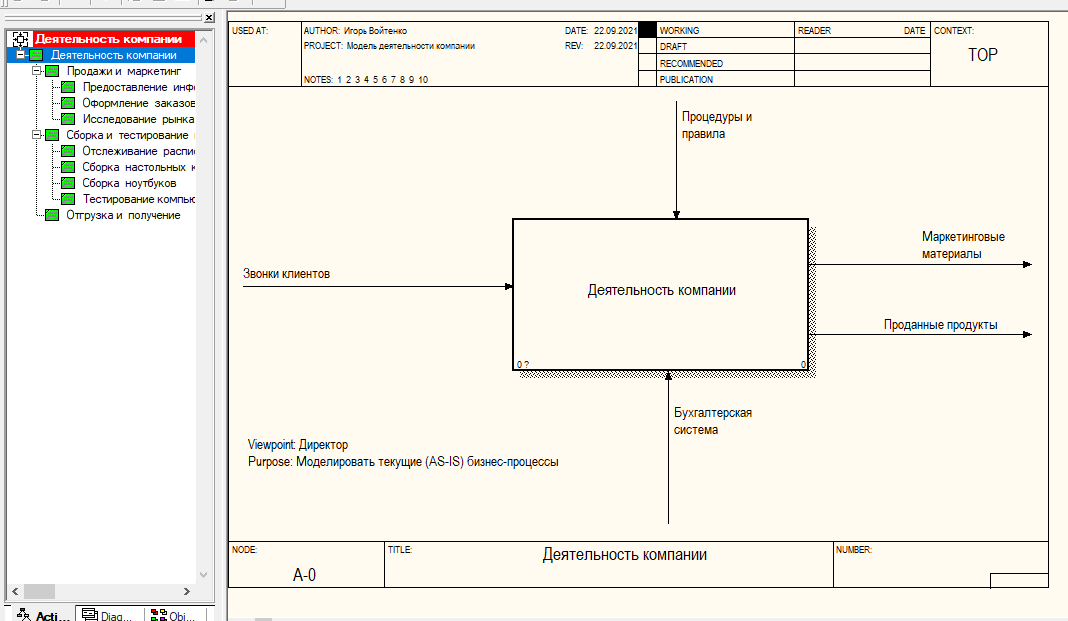 Деятельность компании
Деятельность компании
Продажи и маркетинг
Предоставление инф
Оформление заказов
Исследование рынка
Сборка и тестирование
Отслеживание распи
Сборка настольных к
Сборка ноутбуков
Тестирование компью
Отгрузка и получение
Acti...
Diag...
Obj...
USED AT:
AUTHOR: Игорь Войтенко
DATE: 22.09.2021
PROJECT: Модель деятельности компании
REV: 22.09.2021
NOTES: 1 2 3 4 5 6 7 8 9 10
WORKING
DRAFT
RECOMMENDED
PUBLICATION
READER
DATE
CONTEXT:
TOP
Процедуры и
правила
Маркетинговые
материалы
Звонки клиентов
Деятельность компании
Проданные продукты
0 ?
0
Бухгалтерская
система
Viewpoint: Директор
Purpose: Моделировать текущие (AS-IS) бизнес-процессы
NODE:
A-0
TITLE:
Деятельность компании
NUMBER: